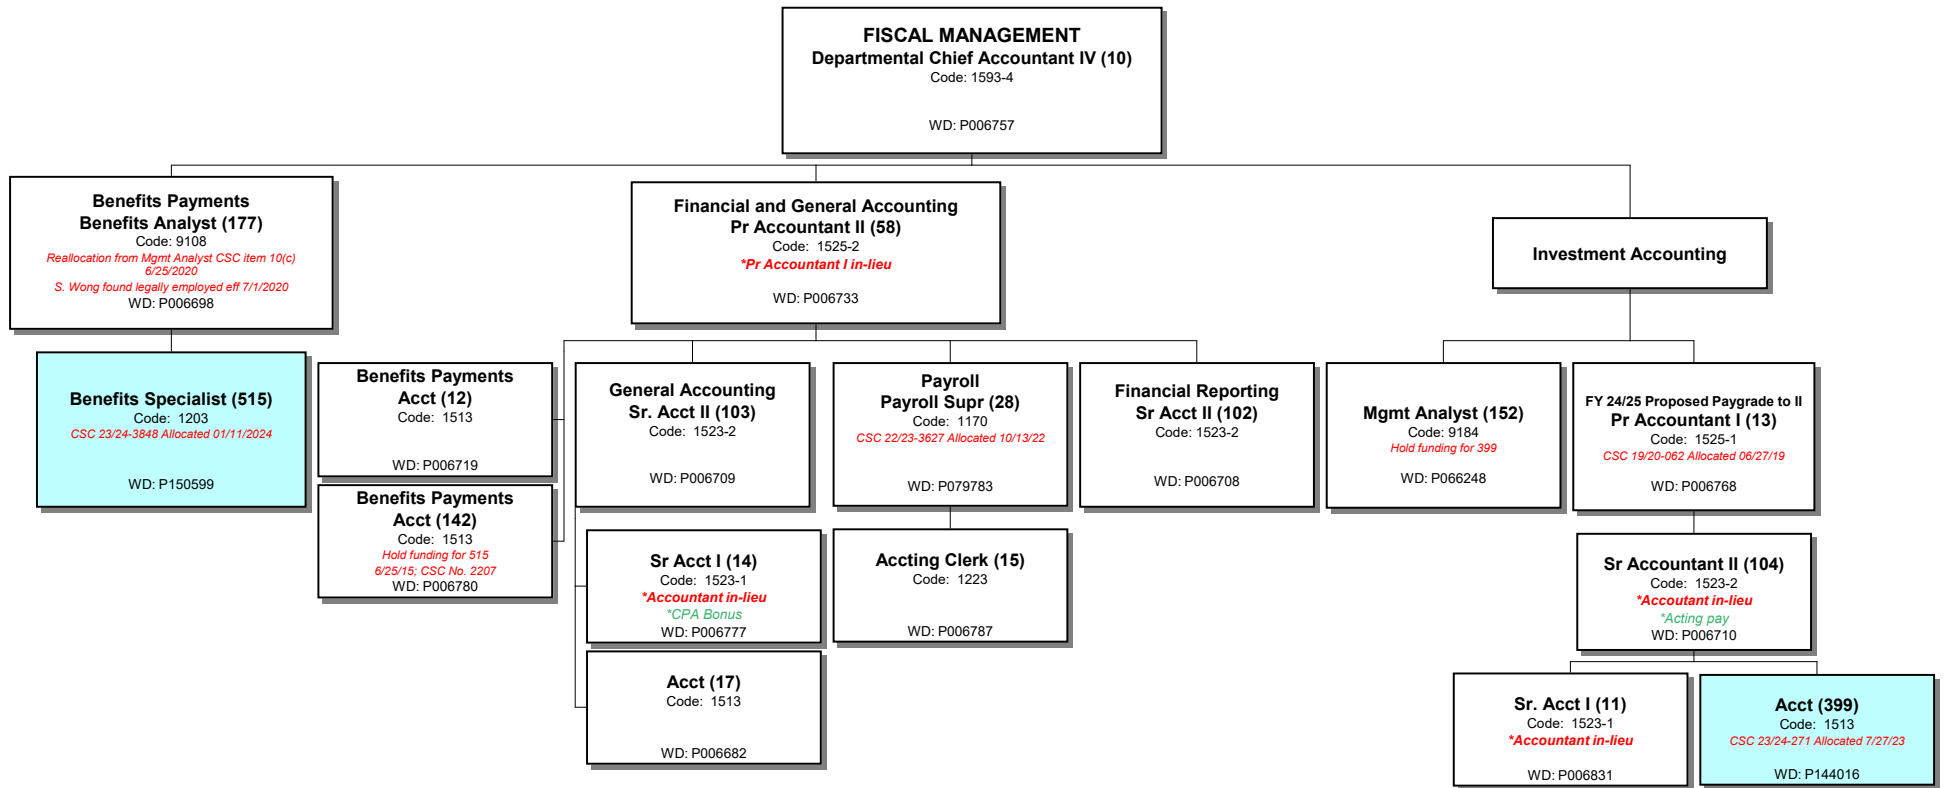 FISCAL MANAGEMENT
Departmental Chief Accountant IV (10)
Code: 1593-4
WD: P006757
Benefits Payments
Benefits Analyst (177)
Code: 9108
Reallocation from Mgmt Analyst CSC item 10(c)
6/25/2020
S. Wong found legally employed eff 7/1/2020
WD: P006698
Financial and General Accounting
Pr Accountant II (58)
Code: 1525-2
*Pr Accountant I in-lieu
WD: P006733
Investment Accounting
Benefits Specialist (515)
Code: 1203
CSC 23/24-3848 Allocated 01/11/2024
WD: P150599
Benefits Payments
Acct (12)
Code: 1513
WD: P006719
Benefits Payments
Acct (142)
Code: 1513
Hold funding for 515
6/25/15; CSC No. 2207
WD: P006780
General Accounting
Sr. Acct II (103)
Code: 1523-2
WD: P006709
Sr Acct I (14)
Code: 1523-1
*Accountant in-lieu
*CPA Bonus
WD: P006777
Acct (17)
Code: 1513
WD: P006682
Payroll
Payroll Supr (28)
Code: 1170
CSC 22/23-3627 Allocated 10/13/22
WD: P079783
Accting Clerk (15)
Code: 1223
WD: P006787
Financial Reporting
Sr Acct II (102)
Code: 1523-2
WD: P006708
Mgmt Analyst (152)
Code: 9184
Hold funding for 399
WD: P066248
FY 24/25 Proposed Paygrade to II
Pr Accountant I (13)
Code: 1525-1
CSC 19/20-062 Allocated 06/27/19
WD: P006768
Sr Accountant II (104)
Code: 1523-2
*Accoutant in-lieu
*Acting pay
WD: P006710
Sr. Acct I (11)
Code: 1523-1
*Accountant in-lieu
WD: P006831
Acct (399)
Code: 1513
CSC 23/24-271 Allocated 7/27/23
WD: P144016